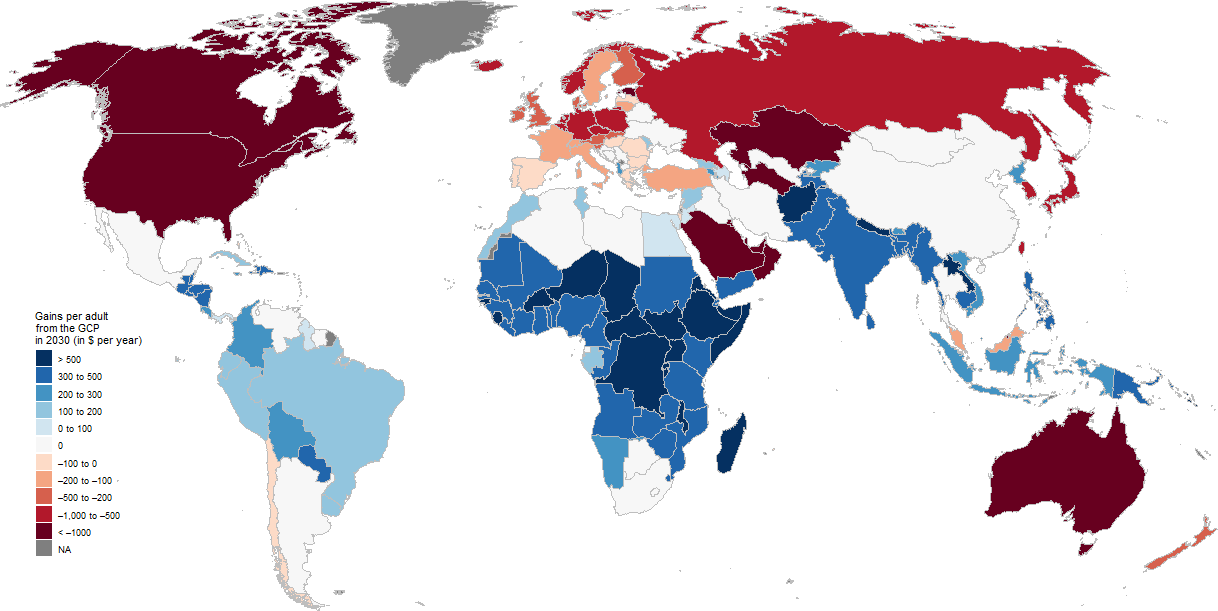 Gains per adult
from the GCP
in 2030 (in $ per year)
> 500
300 to 500
200 to 300
100 to 200
0 to 100
0
–100 to 0
–200 to –100
–500 to –200
–1,000 to –500
< –1000
NA